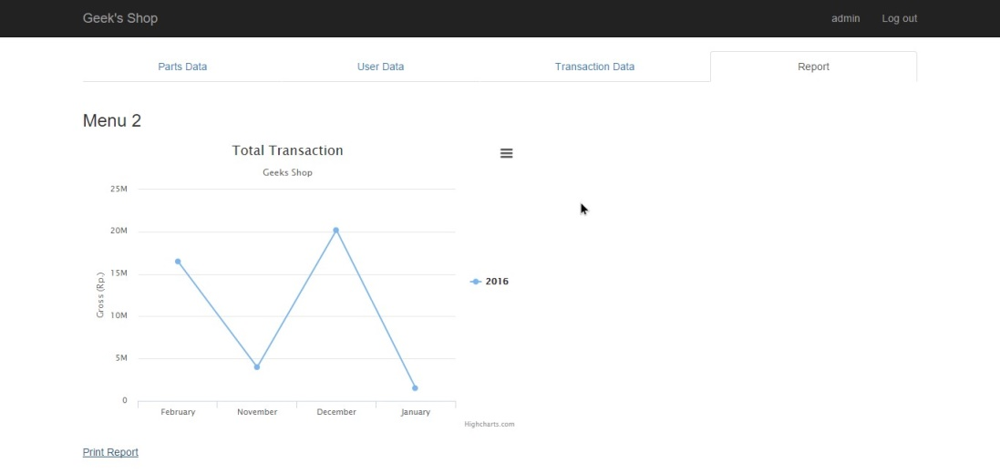 Geek's Shop
admin Log out
Parts Data User Data Transaction Data Report
Menu 2
Total Transaction
Geeks Shop
25M
20M
15M
10M
5M
0
Gross (Rp.)
2016
February November December January
Highcharts.com
Print Report